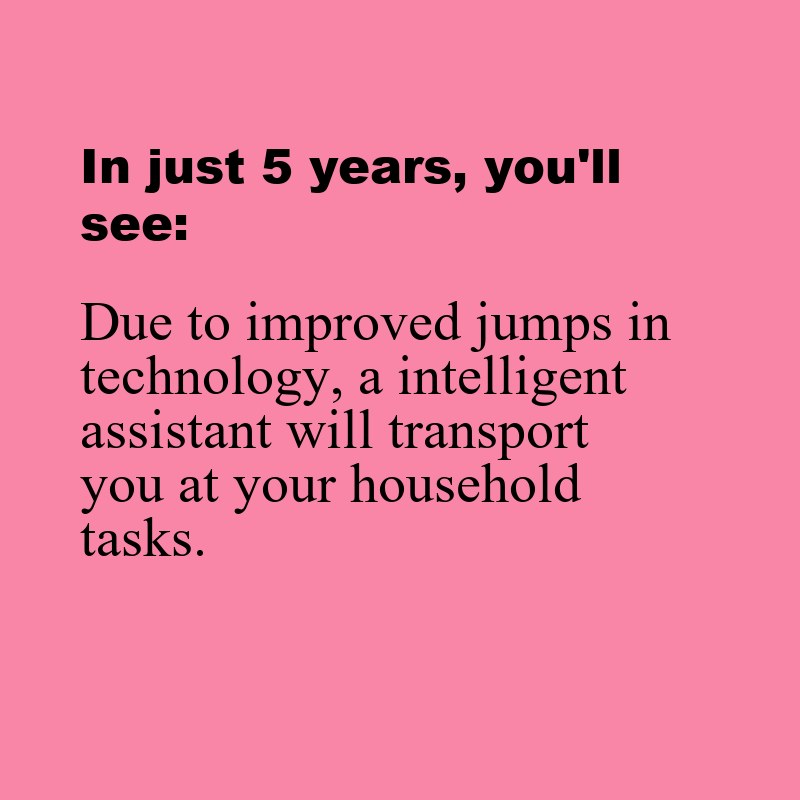 In just 5 years, you'll
see:
Due to improved jumps in
technology, a intelligent
assistant will transport
you at your household
tasks.